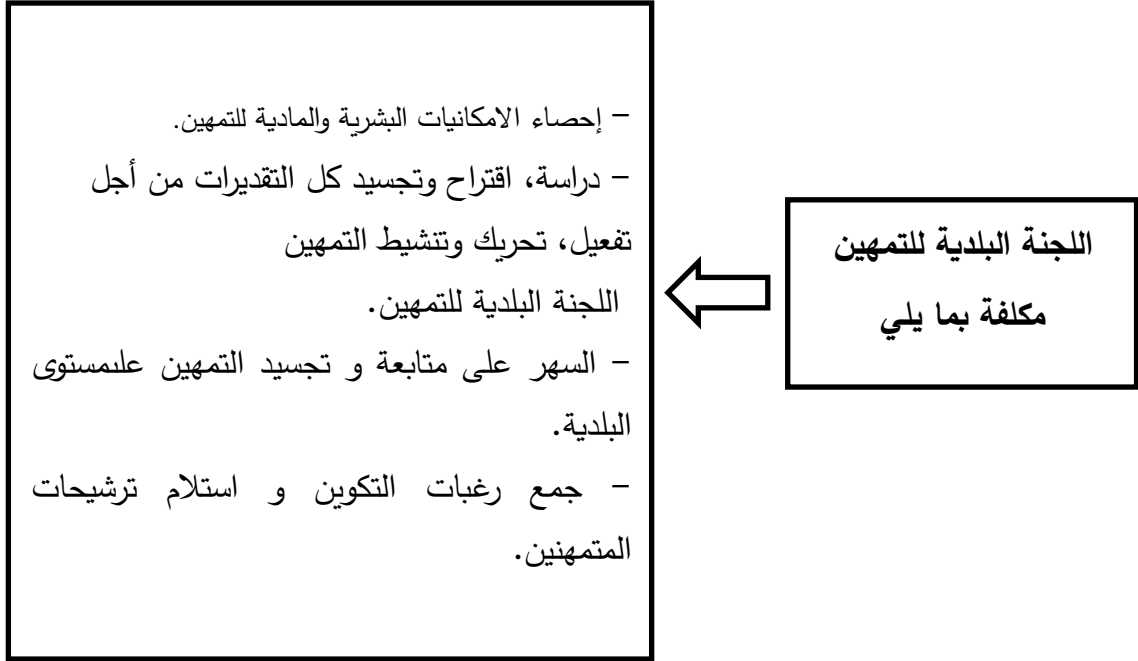 اللجنة البلدية للتمهين
مكلفة بما يلي
– إحصاء الامكانيات البشرية والمادية للتمهين.
– دراسة، اقتراح وتجسيد كل التقديرات من أجل
تفعيل، تحريك وتنشيط التمهين
اللجنة البلدية للتمهين.
– السهر على متابعة و تجسيد التمهين علىمستوى
البلدية.
– جمع رغبات التكوين و استلام ترشيحات
المتمهنين.